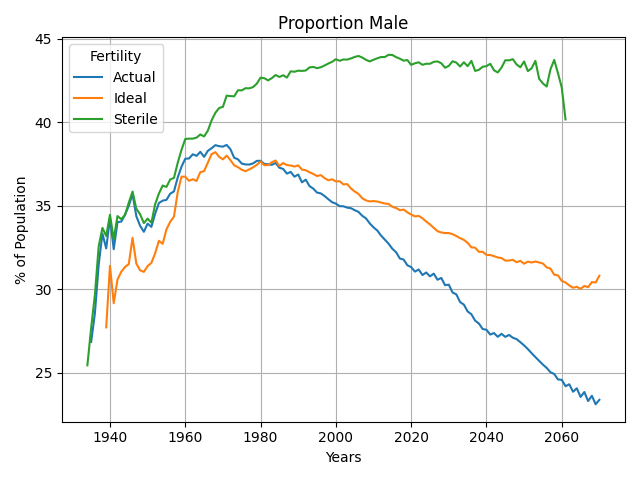 Proportion Male
45
40
35
30
25
% of Population
Fertility
Actual
Ideal
Sterile
1940 1960 1980 2000 2020 2040 2060
Years